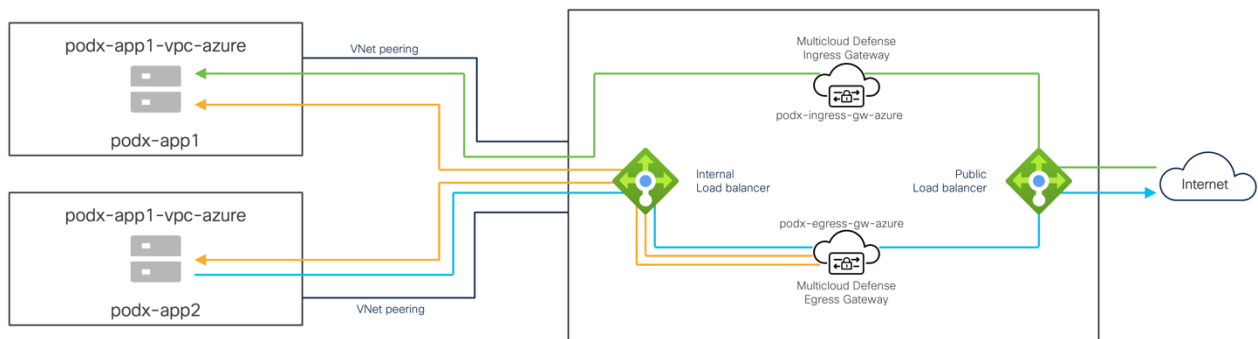 podx-app1-vpc-azure
podx-app1
VNet peering
podx-app1-vpc-azure
podx-app2
VNet peering
Multicloud Defense
Ingress Gateway
podx-ingress-gw-azure
Internal
Load balancer
Public
Load balancer
podx-egress-gw-azure
Multicloud Defense
Egress Gateway
Internet